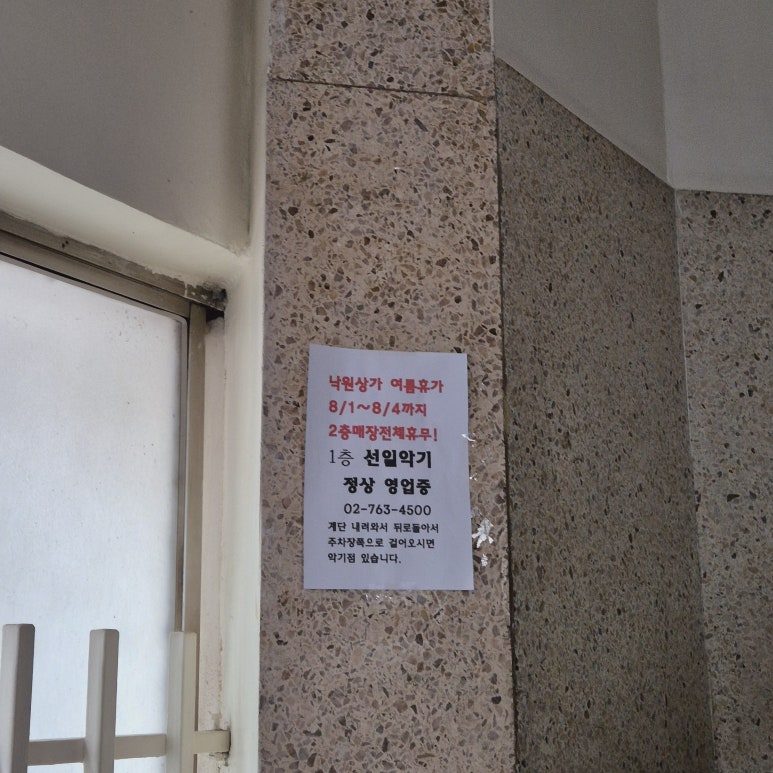 낙원상가 여름휴가
8/1~8/4까지
2층매장전체휴무!
1층 선일악기
정상 영업중
02-763-4500
계단 내려와서 뒤로돌아서
주차장쪽으로 걸어오시면
악기점 있습니다.